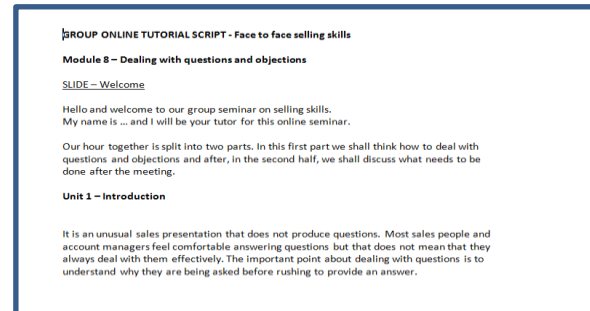 GROUP ONLINE TUTORIAL SCRIPT - Face to face selling skills
Module 8 – Dealing with questions and objections
SLIDE – Welcome
Hello and welcome to our group seminar on selling skills.
My name is ... and I will be your tutor for this online seminar.
Our hour together is split into two parts. In this first part we shall think how to deal with
questions and objections and after, in the second half, we shall discuss what needs to be
done after the meeting.
Unit 1 – Introduction
It is an unusual sales presentation that does not produce questions. Most sales people and
account managers feel comfortable answering questions but that does not mean that they
always deal with them effectively. The important point about dealing with questions is to
understand why they are being asked before rushing to provide an answer.